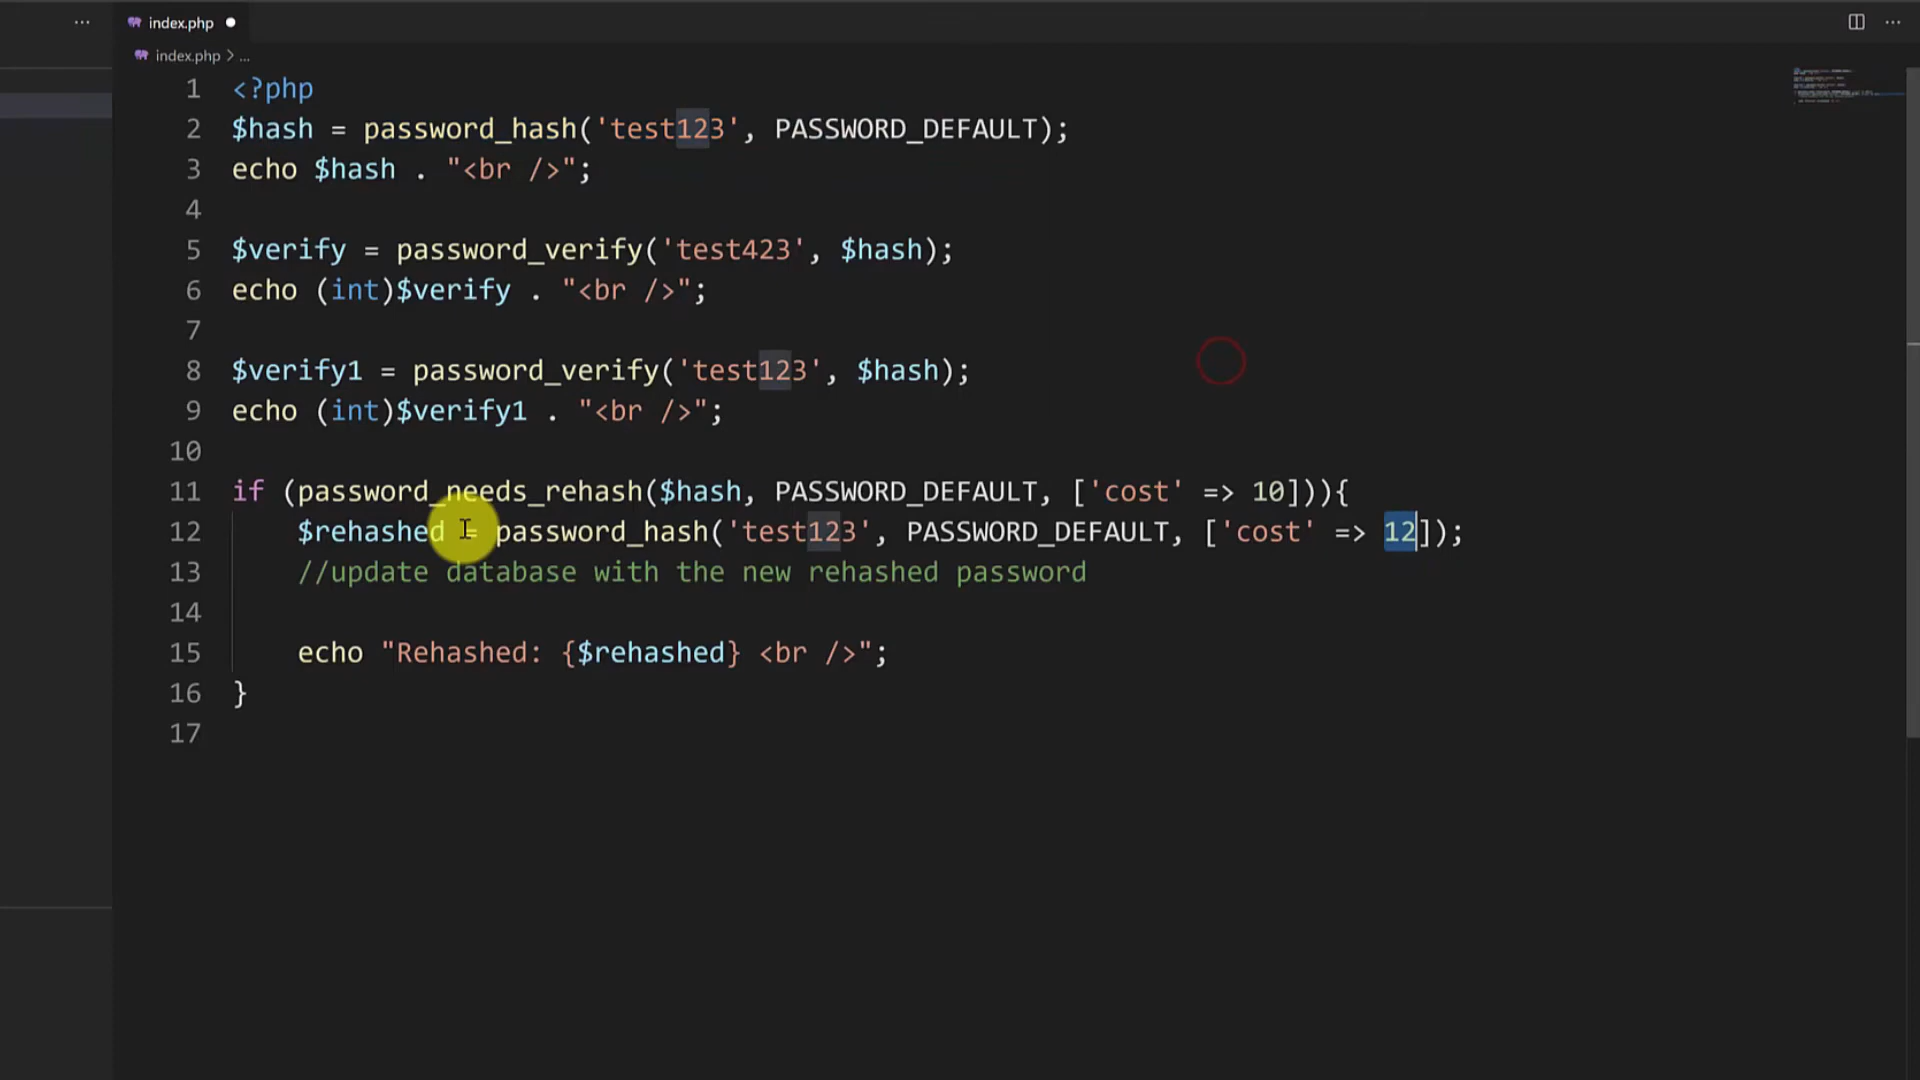 ... index.php ● ...
index.php > ...
1 <?php
2 $hash = password_hash('test123', PASSWORD_DEFAULT);
3 echo $hash . "<br />";
4
5 $verify = password_verify('test423', $hash);
6 echo (int)$verify . "<br />";
7
8 $verify1 = password_verify('test123', $hash);
9 echo (int)$verify1 . "<br />";
10
11 if (password_needs_rehash($hash, PASSWORD_DEFAULT, ['cost' => 10])){
12     $rehashed = password_hash('test123', PASSWORD_DEFAULT, ['cost' => 12]);
13     //update database with the new rehashed password
14
15     echo "Rehashed: {$rehashed} <br />";
16 }
17